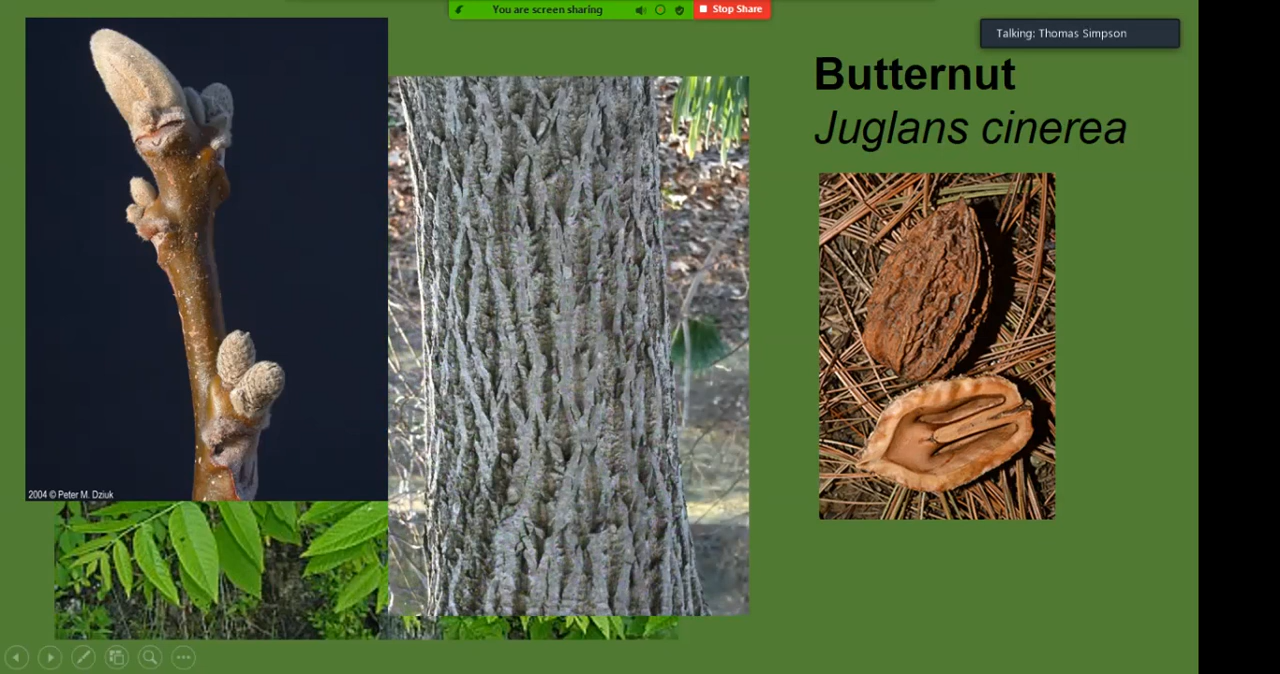 You are screen sharing
Stop Share
Talking: Thomas Simpson
Butternut
Juglans cinerea
2004 © Peter M. Dziuk